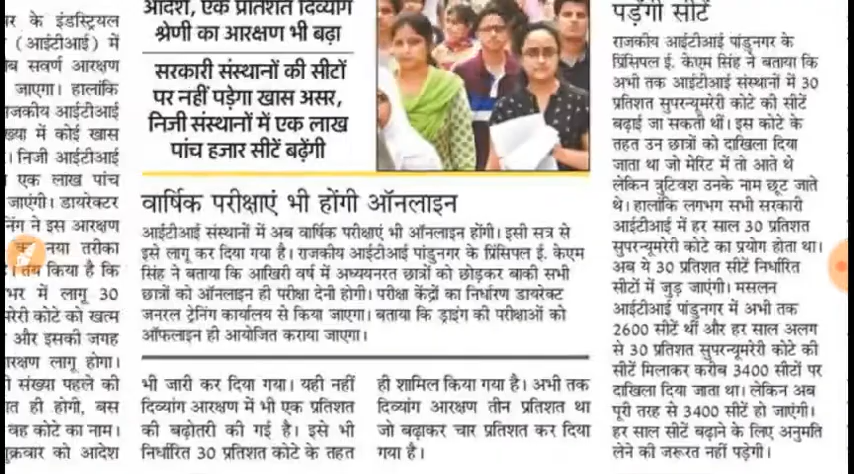 र के इंडस्ट्रियल
(आईटीआई) में
ब सवर्ण आरक्षण
जाएगा। हालांकि
जकीय आईटीआई
ख्या में कोई खास
। निजी आईटीआई
एक लाख पांच
जाएंगी। डायरेक्टर
निंग ने इस आरक्षण
नया तरीका
तय किया है कि
भर में लागू 30
मरेरी कोटे को खत्म
और इसकी जगह
रक्षण लागू होगा।
संख्या पहले की
त ही होगी, बस
वह कोटे का नाम।
क्रवार को आदेश
आदेश, एक प्रतिशत दिव्यांग
श्रेणी का आरक्षण भी बढ़ा
सरकारी संस्थानों की सीटों
पर नहीं पड़ेगा खास असर,
निजी संस्थानों में एक लाख
पांच हजार सीटें बढ़ेंगी
वार्षिक परीक्षाएं भी होंगी ऑनलाइन
आईटीआई संस्थानों में अब वार्षिक परीक्षाएं भी ऑनलाइन होंगी। इसी सत्र से
इसे लागू कर दिया गया है। राजकीय आईटीआई पांडुनगर के प्रिंसिपल ई. केएम
सिंह ने बताया कि आखिरी वर्ष में अध्ययनरत छात्रों को छोड़कर बाकी सभी
छात्रों को ऑनलाइन ही परीक्षा देनी होगी। परीक्षा केंद्रों का निर्धारण डायरेक्ट
जनरल ट्रेनिंग कार्यालय से किया जाएगा। बताया कि ड्राइंग की परीक्षाओं को
ऑफलाइन ही आयोजित कराया जाएगा।
भी जारी कर दिया गया। यही नहीं
दिव्यांग आरक्षण में भी एक प्रतिशत
की बढ़ोतरी की गई है। इसे भी
निर्धारित 30 प्रतिशत कोटे के तहत
ही शामिल किया गया है। अभी तक
दिव्यांग आरक्षण तीन प्रतिशत था
जो बढ़ाकर चार प्रतिशत कर दिया
गया है।
पड़ेंगी सीटें
राजकीय आईटीआई पांडुनगर के
प्रिंसिपल ई. केएम सिंह ने बताया कि
अभी तक आईटीआई संस्थानों में 30
प्रतिशत सुपरन्यूमरेरी कोटे की सीटें
बढ़ाई जा सकती थीं। इस कोटे के
तहत उन छात्रों को दाखिला दिया
जाता था जो मेरिट में तो आते थे
लेकिन त्रुटिवश उनके नाम छूट जाते
थे। हालांकि लगभग सभी सरकारी
आईटीआई में हर साल 30 प्रतिशत
सुपरन्यूमरेरी कोटे का प्रयोग होता था।
अब ये 30 प्रतिशत सीटें निर्धारित
सीटों में जुड़ जाएंगी। मसलन
आईटीआई पांडुनगर में अभी तक
2600 सीटें थीं और हर साल अलग
से 30 प्रतिशत सुपरन्यूमरेरी कोटे की
सीटें मिलाकर करीब 3400 सीटों पर
दाखिला दिया जाता था। लेकिन अब
पूरी तरह से 3400 सीटें हो जाएंगी।
हर साल सीटें बढ़ाने के लिए अनुमति
लेने की जरूरत नहीं पड़ेगी।